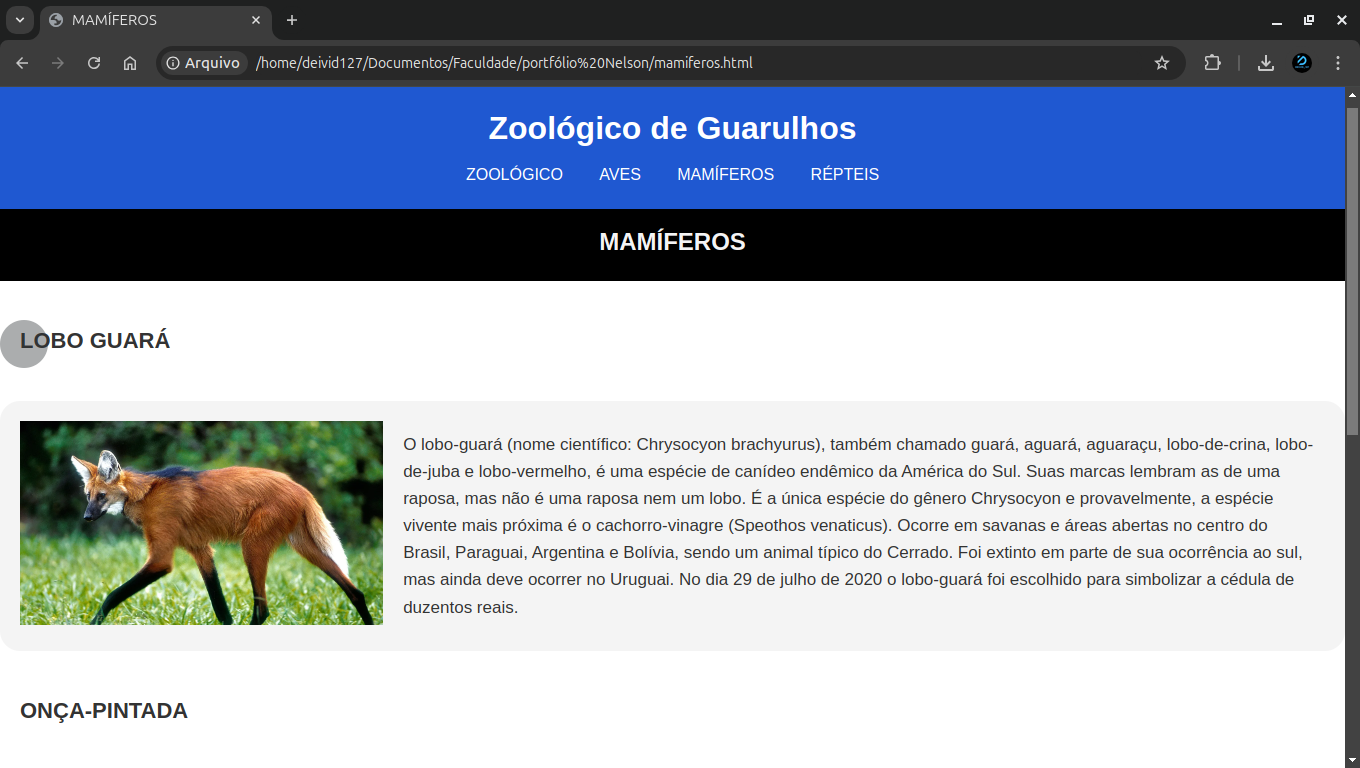 MAMÍFEROS
Arquivo /home/deivid127/Documentos/Faculdade/portfólio%20Nelson/mamiferos.html
Zoológico de Guarulhos
ZOOLÓGICO AVES MAMÍFEROS RÉPTEIS
MAMÍFEROS
LOBO GUARÁ
O lobo-guará (nome científico: Chrysocyon brachyurus), também chamado guará, aguará, aguaraçu, lobo-de-crina, lobo-
de-juba e lobo-vermelho, é uma espécie de canídeo endêmico da América do Sul. Suas marcas lembram as de uma
raposa, mas não é uma raposa nem um lobo. É a única espécie do gênero Chrysocyon e provavelmente, a espécie
vivente mais próxima é o cachorro-vinagre (Speothos venaticus). Ocorre em savanas e áreas abertas no centro do
Brasil, Paraguai, Argentina e Bolívia, sendo um animal típico do Cerrado. Foi extinto em parte de sua ocorrência ao sul,
mas ainda deve ocorrer no Uruguai. No dia 29 de julho de 2020 o lobo-guará foi escolhido para simbolizar a cédula de
duzentos reais.
ONÇA-PINTADA